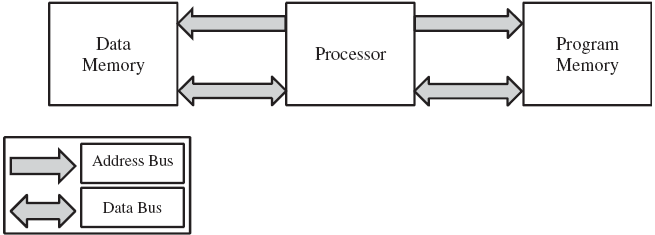 Data
Memory
Processor
Program
Memory
Address Bus
Data Bus